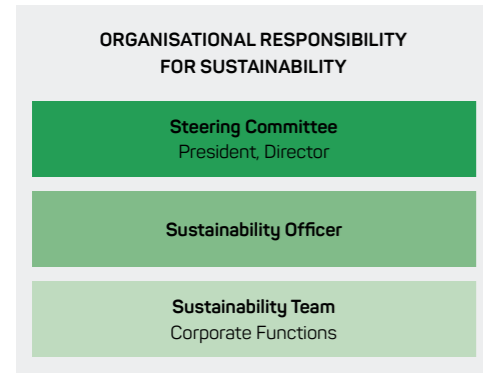 ORGANISATIONAL RESPONSIBILITY
FOR SUSTAINABILITY
Steering Committee
President, Director
Sustainability Officer
Sustainability Team
Corporate Functions